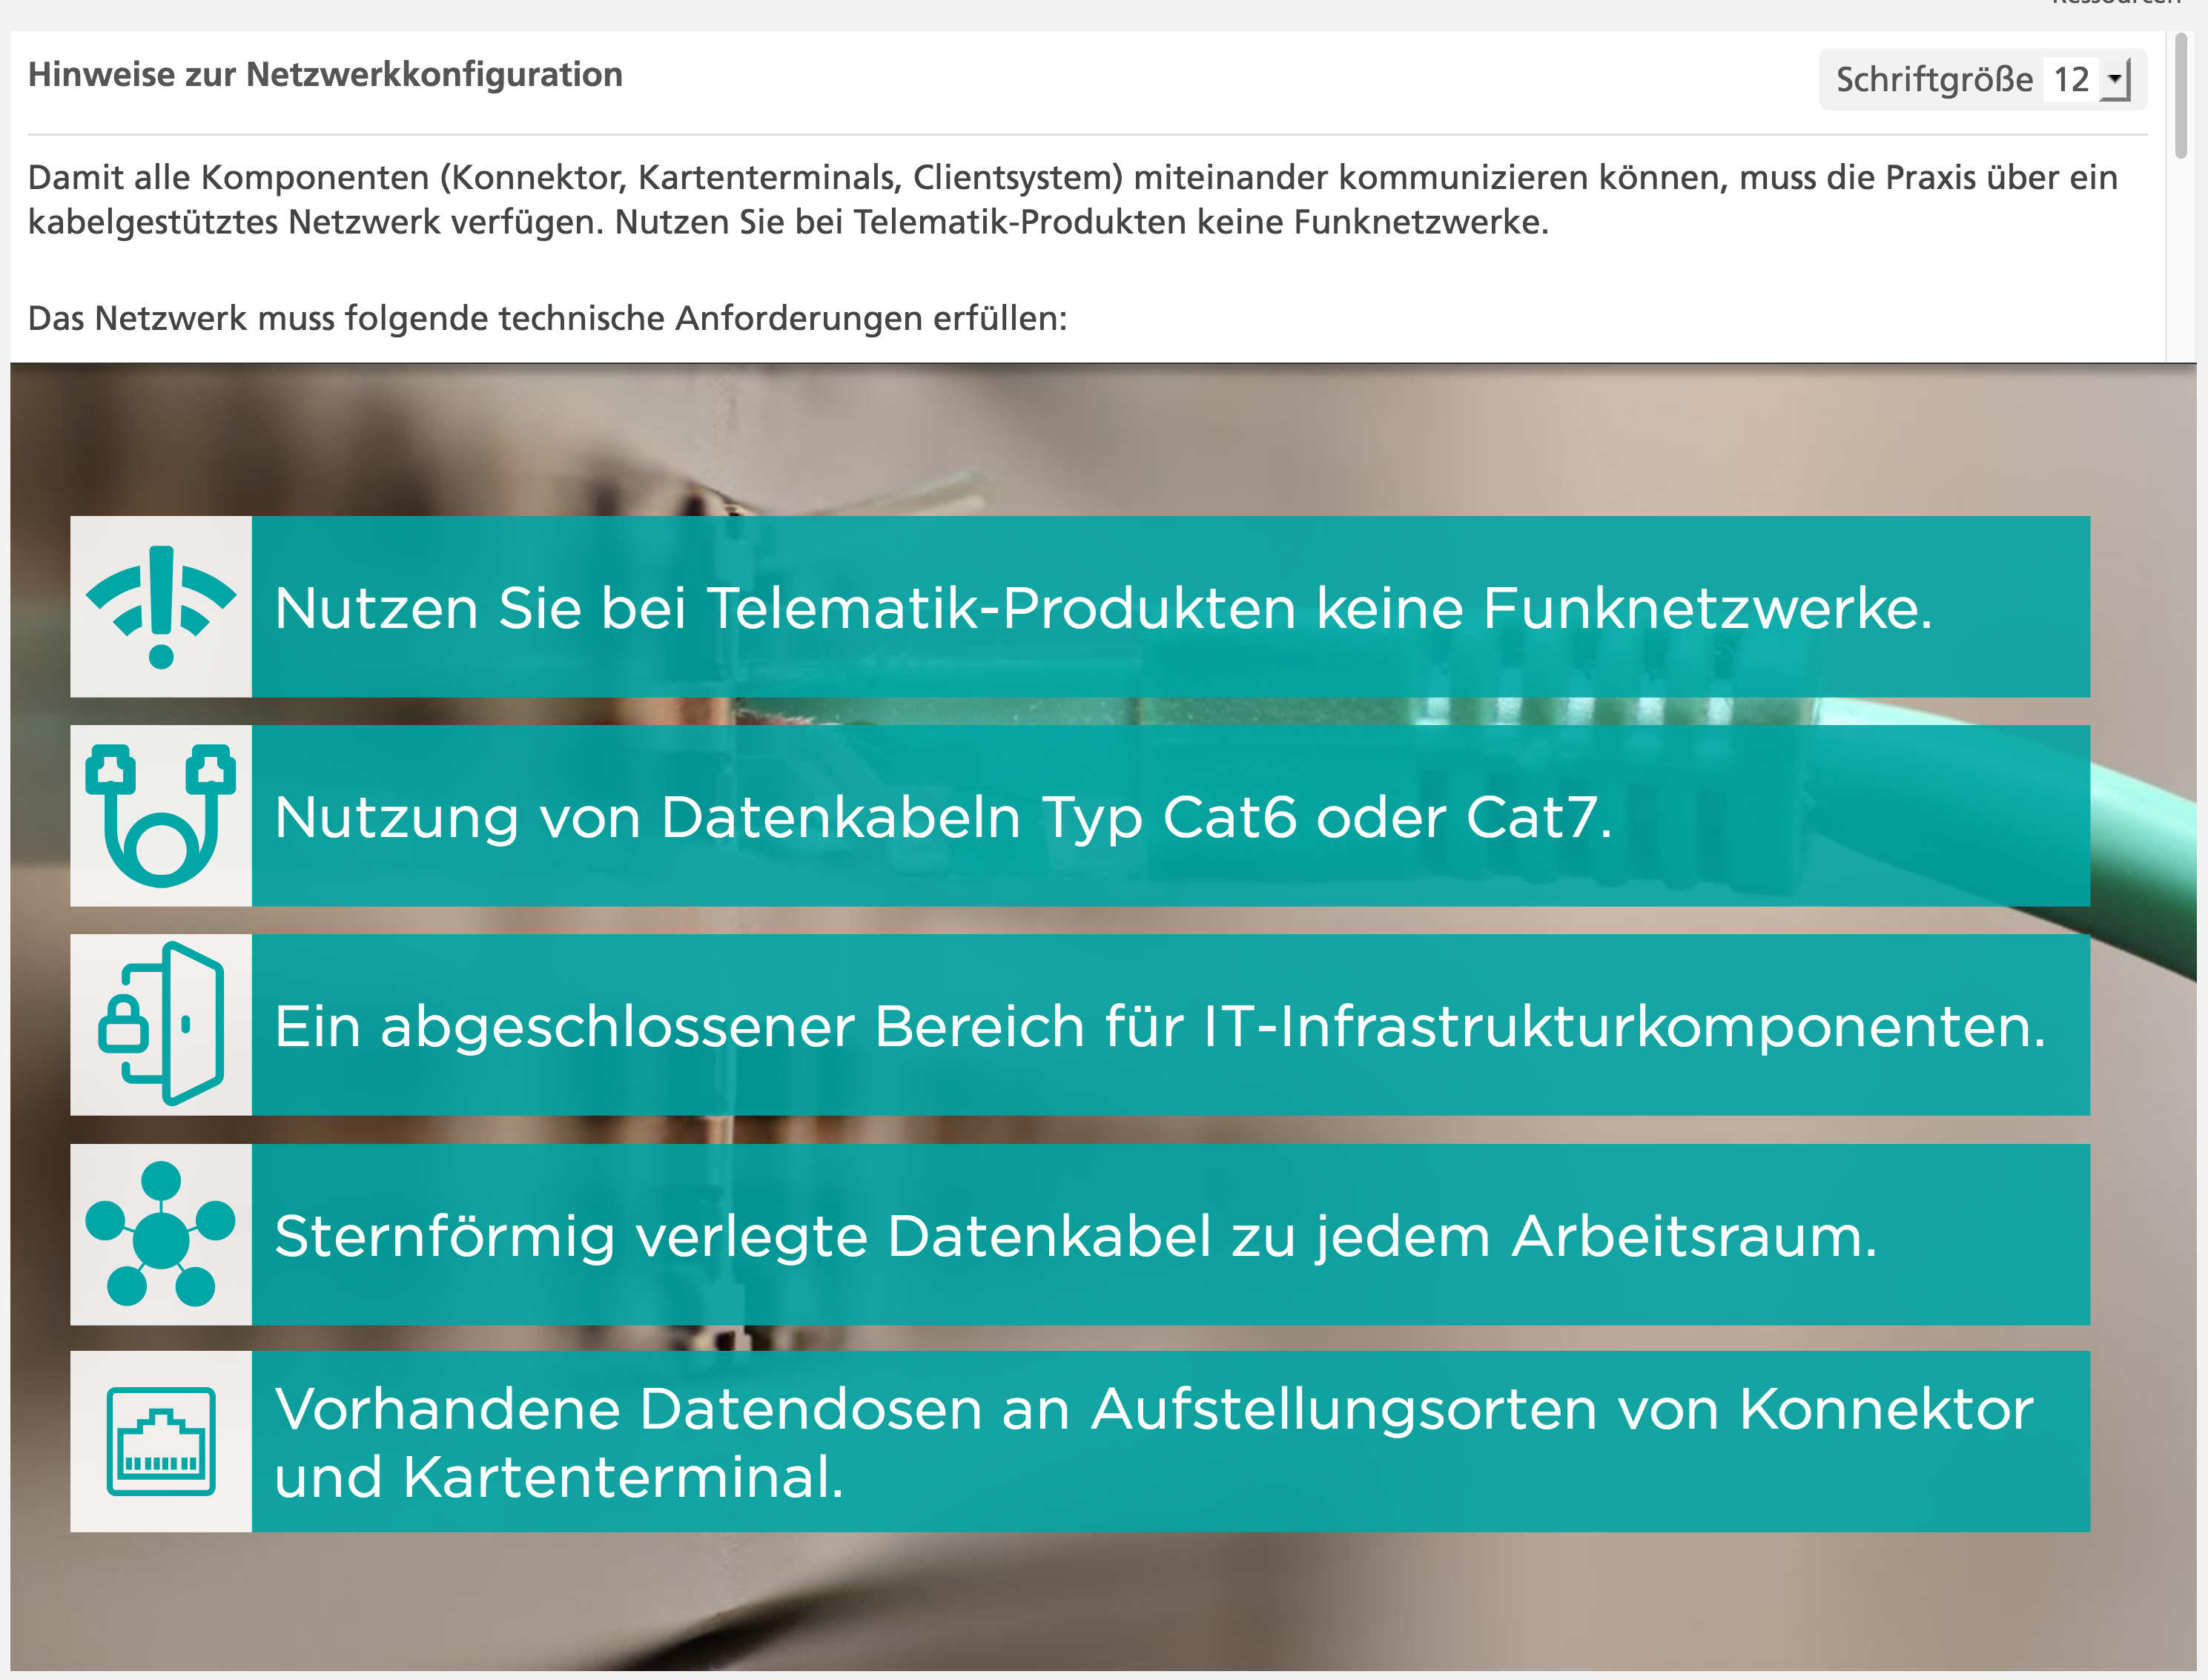 Hinweise zur Netzwerkkonfiguration
Schriftgröße 12
Damit alle Komponenten (Konnektor, Kartenterminals, Clientsystem) miteinander kommunizieren können, muss die Praxis über ein
kabelgestütztes Netzwerk verfügen. Nutzen Sie bei Telematik-Produkten keine Funknetzwerke.
Das Netzwerk muss folgende technische Anforderungen erfüllen:
Nutzen Sie bei Telematik-Produkten keine Funknetzwerke.
Nutzung von Datenkabeln Typ Cat6 oder Cat7.
Ein abgeschlossener Bereich für IT-Infrastrukturkomponenten.
Sternförmig verlegte Datenkabel zu jedem Arbeitsraum.
Vorhandene Datendosen an Aufstellungsorten von Konnektor
und Kartenterminal.